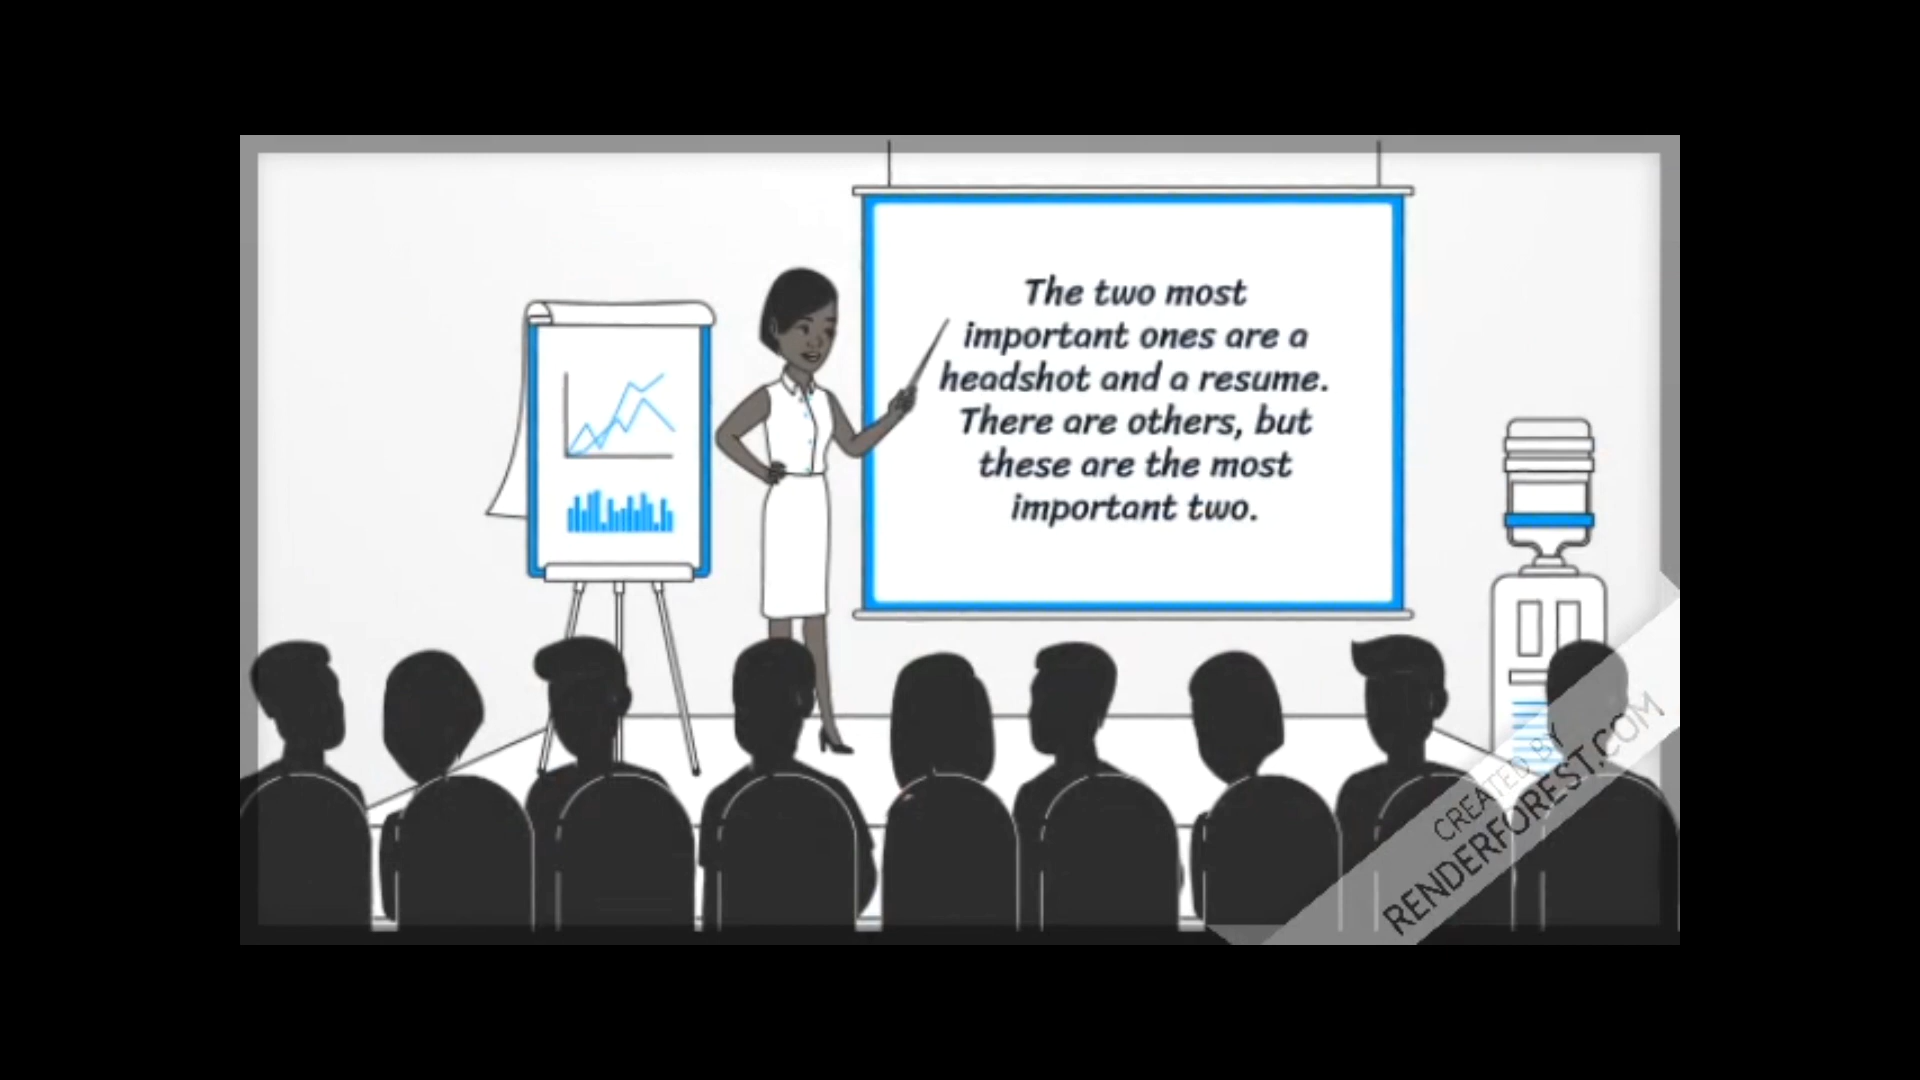 The two most
important ones are a
headshot and a resume.
There are others, but
these are the most
important two.
CREATED BY
RENDERFOREST.COM